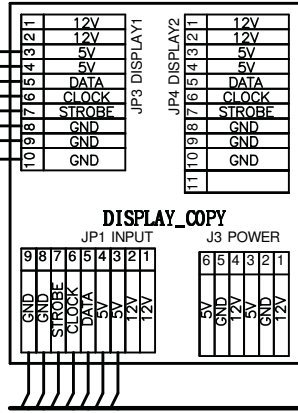 1 12V
2 12V
3 5V
4 5V
5 DATA
6 CLOCK
7 STROBE
8 GND
9 GND
10 GND
JP3 DISPLAY1
1 12V
2 12V
3 5V
4 5V
5 DATA
6 CLOCK
7 STROBE
8 GND
9 GND
10 GND
11
JP4 DISPLAY2
DISPLAY_COPY
JP1 INPUT
9 8 7 6 5 4 3 2 1
GND GND STROBE CLOCK DATA 5V 5V 12V 12V
J3 POWER
6 5 4 3 2 1
5V GND 12V 5V GND 12V